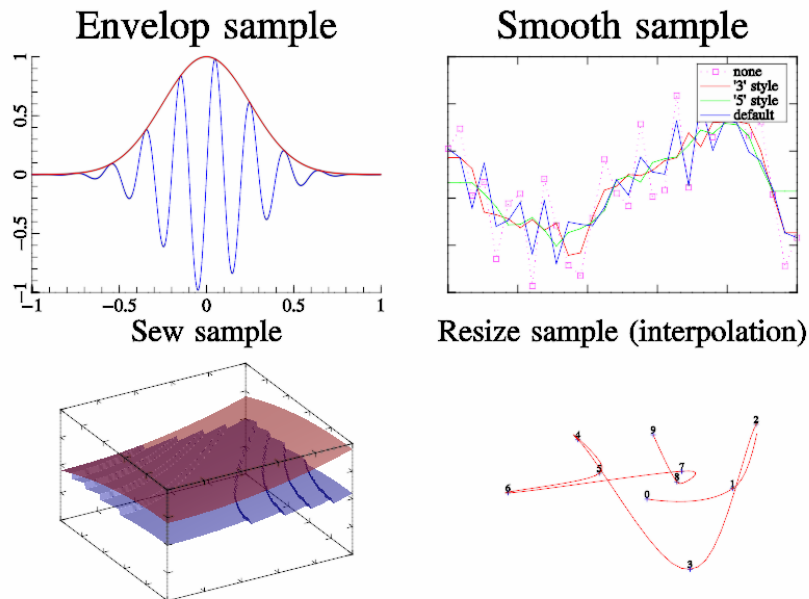 Envelop sample
1
0.5
0
−0.5
−1
−1 −0.5 0 0.5 1
Smooth sample
none
'3' style
'5' style
default
Sew sample
Resize sample (interpolation)
4
9
2
5
7
8
6
0
1
3